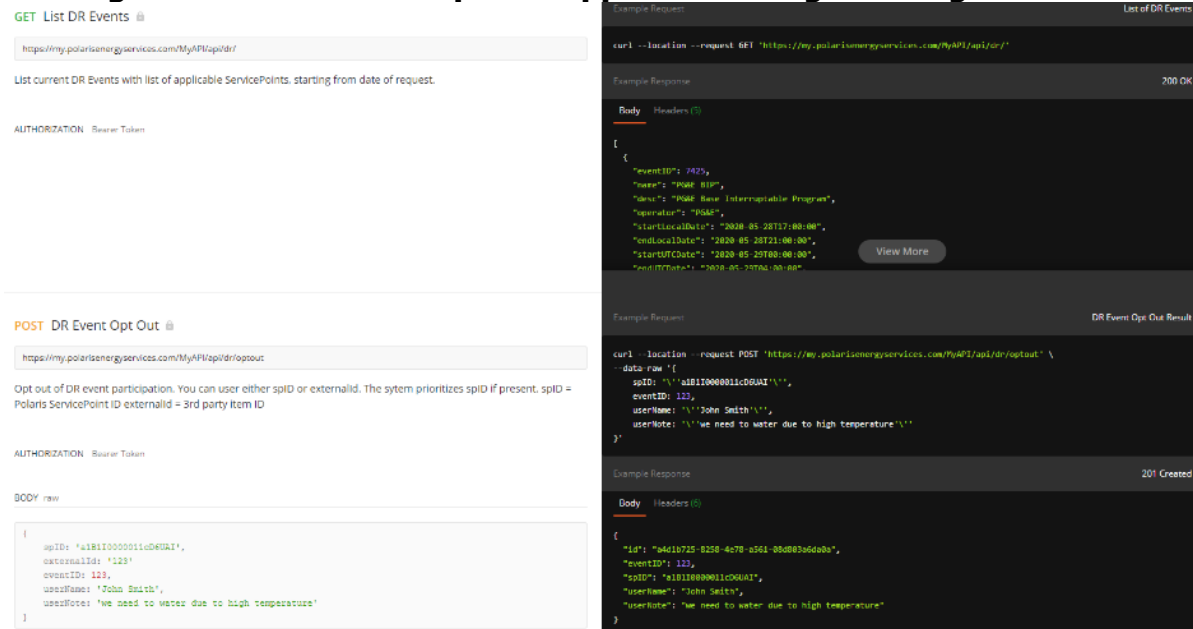 GET List DR Events
https://my.polarisenergyservices.com/MyAPI/api/dr/
List current DR Events with list of applicable ServicePoints, starting from date of request.
AUTHORIZATION Bearer Token
Example Request List of DR Events
curl --location --request GET 'https://my.polarisenergyservices.com/MyAPI/api/dr/'
Example Response 200 OK
Body Headers (5)
[
{
"eventID": 7425,
"name": "PG&E BIP",
"desc": "PG&E Base Interruptable Program",
"operator": "PG&E",
"startLocalDate": "2020-05-28T17:00:00",
"endLocalDate": "2020-05-28T21:00:00",
"startUTCDate": "2020-05-29T00:00:00",
"endUTCDate": "2020-05-29T04:00:00",
View More
POST DR Event Opt Out
https://my.polarisenergyservices.com/MyAPI/api/dr/optout
Opt out of DR event participation. You can user either spID or externalId. The sytem prioritizes spID if present. spID =
Polaris ServicePoint ID externalId = 3rd party item ID
AUTHORIZATION Bearer Token
BODY raw
{
spID: 'a1B1I0000011cD6UAI',
externalId: '123'
eventID: 123,
userName: 'John Smith',
userNote: 'we need to water due to high temperature'
}
Example Request DR Event Opt Out Result
curl --location --request POST 'https://my.polarisenergyservices.com/MyAPI/api/dr/optout' \
--data-raw '{
spID: '\''a1B1I0000011cD6UAI'\'',
eventID: 123,
userName: '\''John Smith'\'',
userNote: '\''we need to water due to high temperature'\''
}'
Example Response 201 Created
Body Headers (6)
{
"id": "a4d1b725-8258-4e78-a561-08d803a6da0a",
"eventID": 123,
"spID": "a1B1I0000011cD6UAI",
"userName": "John Smith",
"userNote": "we need to water due to high temperature"
}